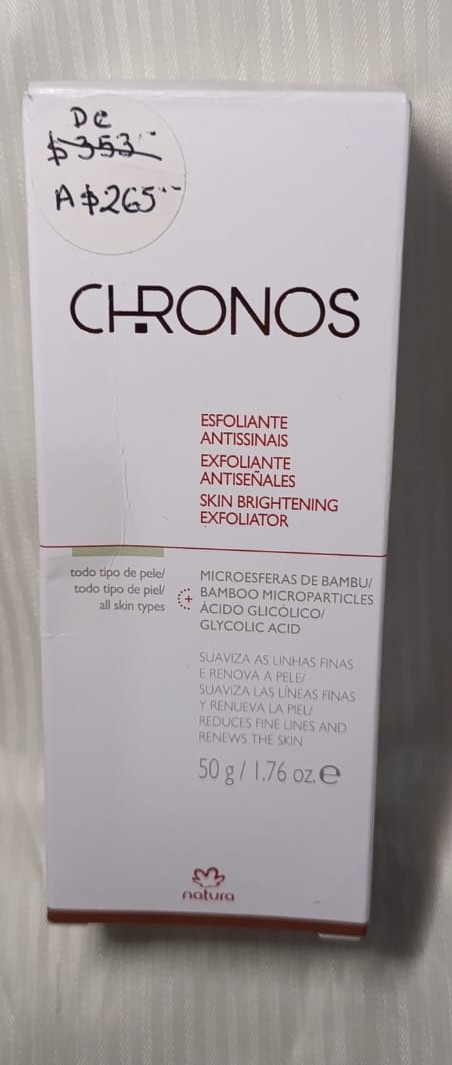 De
$353.--
A $265.--
CHRONOS
ESFOLIANTE
ANTISSINAIS
EXFOLIANTE
ANTISEÑALES
SKIN BRIGHTENING
EXFOLIATOR
todo tipo de pele/
todo tipo de piel/
all skin types
MICROESFERAS DE BAMBU/
BAMBOO MICROPARTICLES
+
ÁCIDO GLICÓLICO/
GLYCOLIC ACID
SUAVIZA AS LINHAS FINAS
E RENOVA A PELE/
SUAVIZA LAS LÍNEAS FINAS
Y RENUEVA LA PIEL/
REDUCES FINE LINES AND
RENEWS THE SKIN
50 g / 1.76 oz. ℮
natura